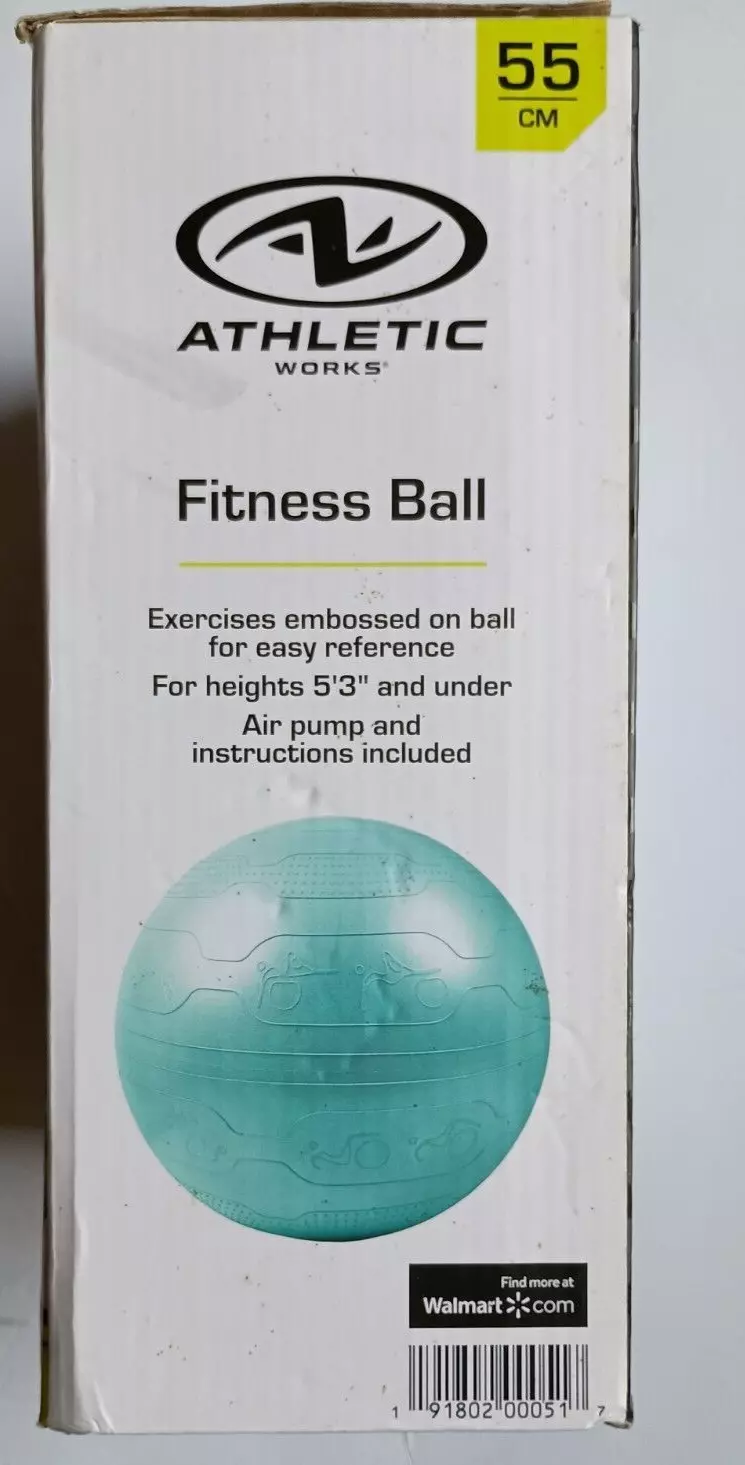 55
CM
ATHLETIC
WORKS®
Fitness Ball
Exercises embossed on ball
for easy reference
For heights 5'3" and under
Air pump and
instructions included
Find more at
Walmart com
1 91802 00051 7